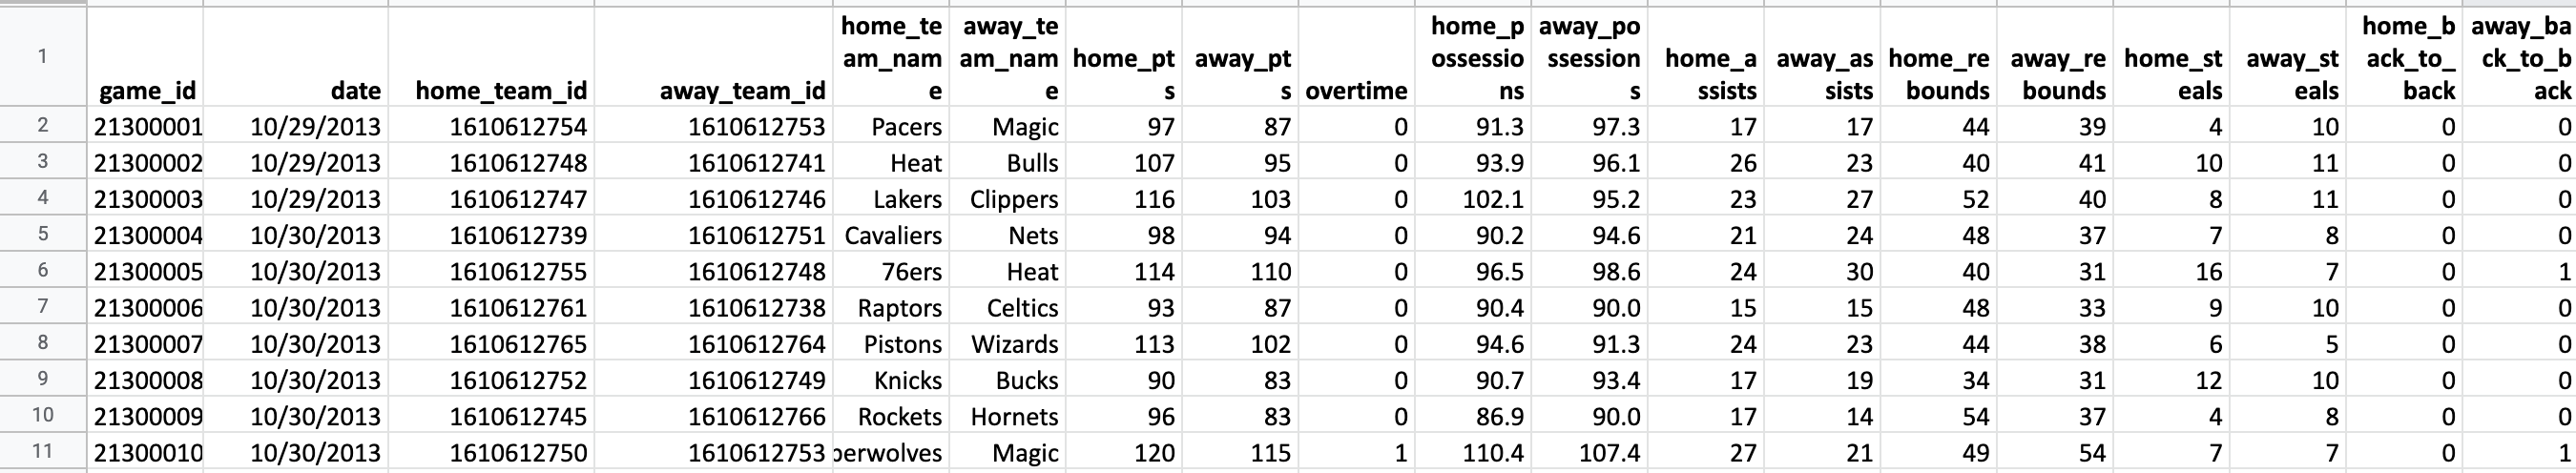 1 game_id date home_team_id away_team_id home_team_name away_team_name home_pts away_pts overtime home_possessions away_possessions home_assists away_assists home_rebounds away_rebounds home_steals away_steals home_back_to_back away_back_to_back
2 21300001 10/29/2013 1610612754 1610612753 Pacers Magic 97 87 0 91.3 97.3 17 17 44 39 4 10 0 0
3 21300002 10/29/2013 1610612748 1610612741 Heat Bulls 107 95 0 93.9 96.1 26 23 40 41 10 11 0 0
4 21300003 10/29/2013 1610612747 1610612746 Lakers Clippers 116 103 0 102.1 95.2 23 27 52 40 8 11 0 0
5 21300004 10/30/2013 1610612739 1610612751 Cavaliers Nets 98 94 0 90.2 94.6 21 24 48 37 7 8 0 0
6 21300005 10/30/2013 1610612755 1610612748 76ers Heat 114 110 0 96.5 98.6 24 30 40 31 16 7 0 1
7 21300006 10/30/2013 1610612761 1610612738 Raptors Celtics 93 87 0 90.4 90.0 15 15 48 33 9 10 0 0
8 21300007 10/30/2013 1610612765 1610612764 Pistons Wizards 113 102 0 94.6 91.3 24 23 44 38 6 5 0 0
9 21300008 10/30/2013 1610612752 1610612749 Knicks Bucks 90 83 0 90.7 93.4 17 19 34 31 12 10 0 0
10 21300009 10/30/2013 1610612745 1610612766 Rockets Hornets 96 83 0 86.9 90.0 17 14 54 37 4 8 0 0
11 21300010 10/30/2013 1610612750 1610612753 berwolves Magic 120 115 1 110.4 107.4 27 21 49 54 7 7 0 1